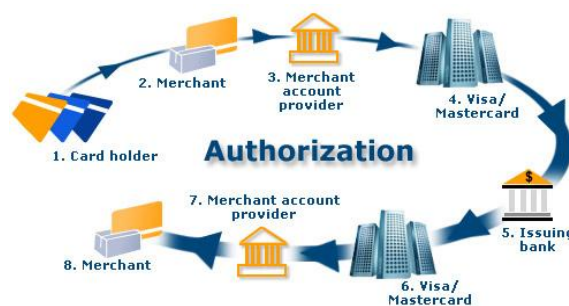 2. Merchant
3. Merchant
account
provider
4. Visa/
Mastercard
1. Card holder
Authorization
$
5. Issuing
bank
6. Visa/
Mastercard
7. Merchant account
provider
8. Merchant